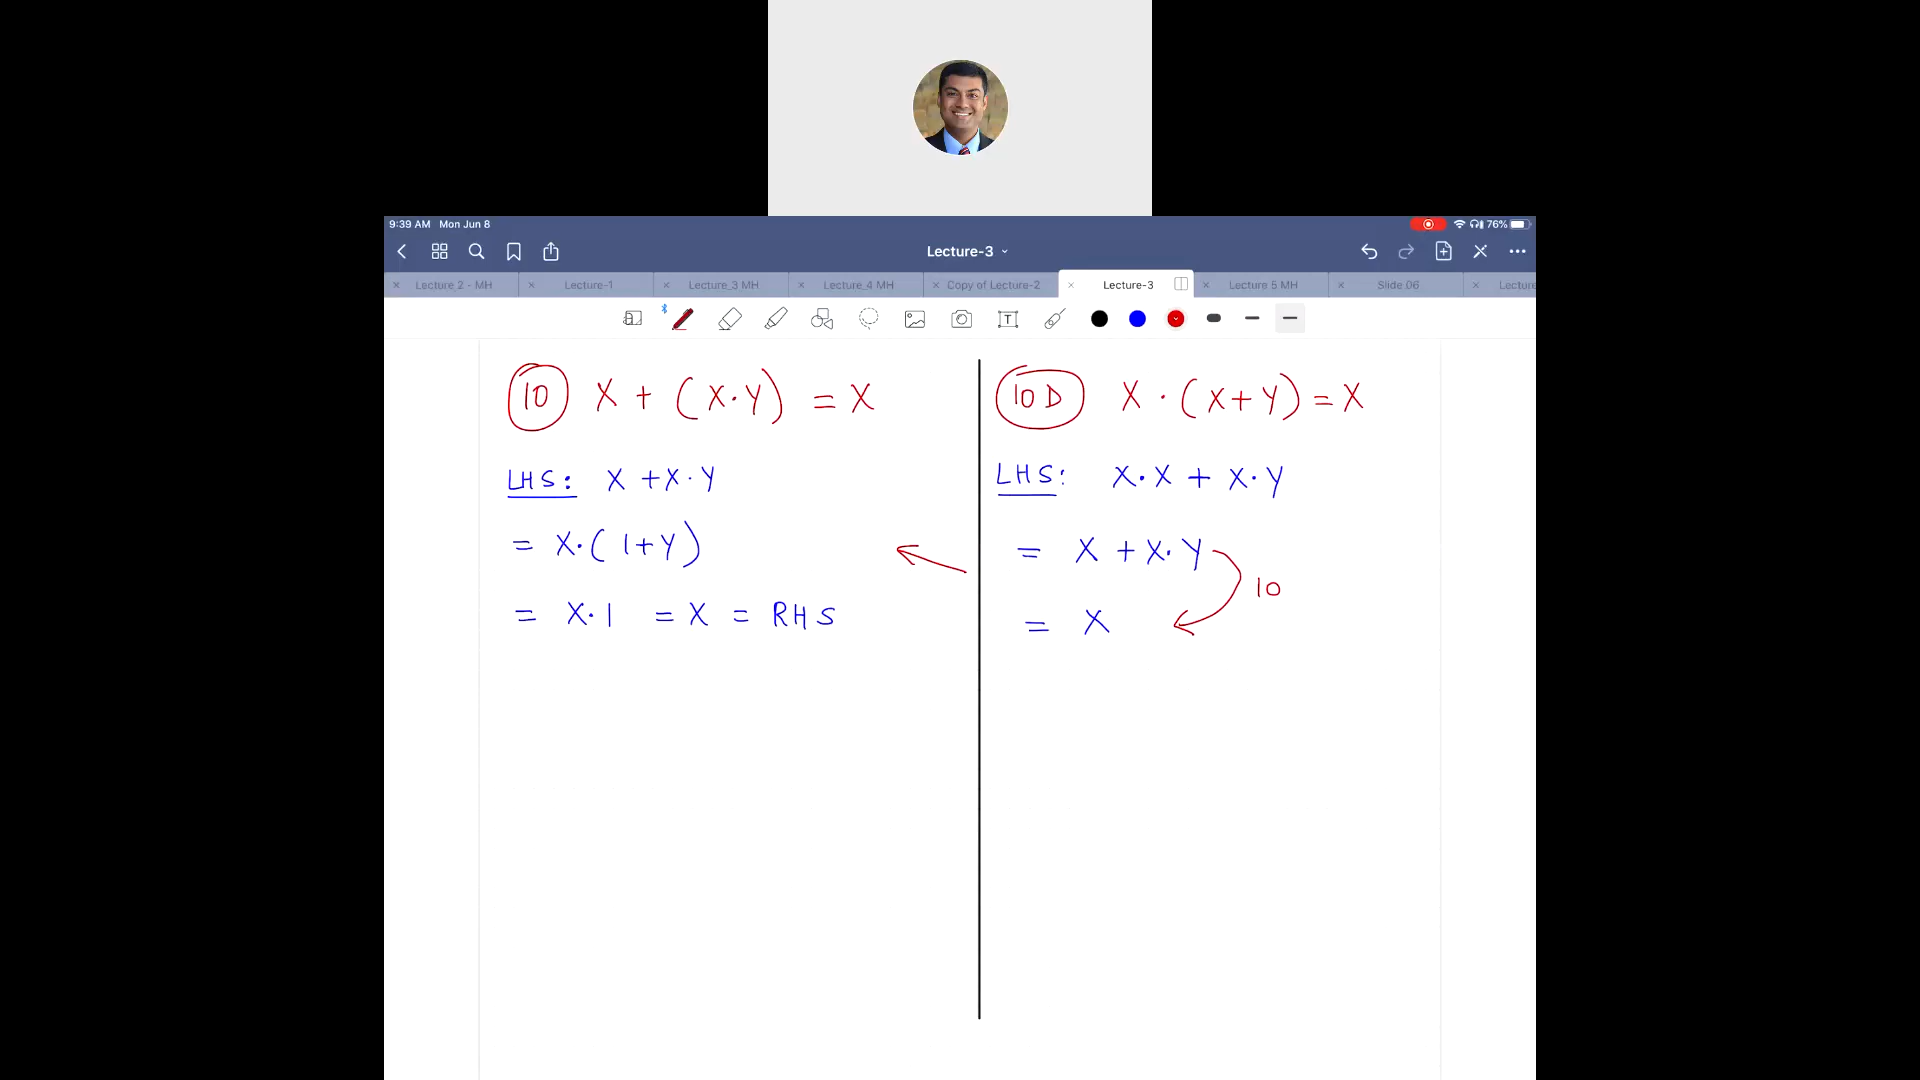 9:39 AM Mon Jun 8
76%
Lecture-3
Lecture_2 - MH
Lecture-1
Lecture_3 MH
Lecture_4 MH
Copy of Lecture-2
Lecture-3
Lecture 5 MH
Slide 06
Lecture
T
10 X + (X·Y) = X
LHS: X + X·Y
= X·(1+Y)
= X·1 = X = RHS
10D X · (X+Y) = X
LHS: X·X + X·Y
= X + X·Y
10
= X